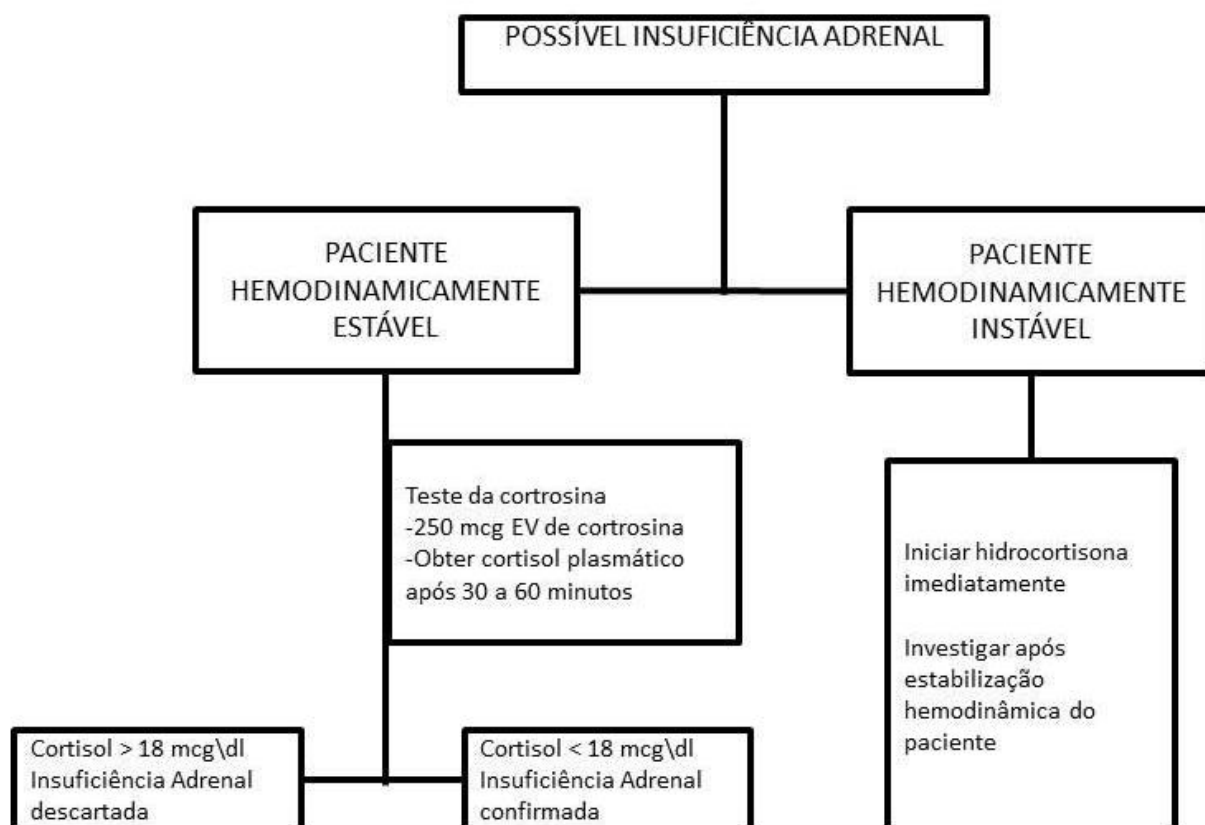 POSSÍVEL INSUFICIÊNCIA ADRENAL
PACIENTE
HEMODINAMICAMENTE
ESTÁVEL
PACIENTE
HEMODINAMICAMENTE
INSTÁVEL
Teste da cortrosina
-250 mcg EV de cortrosina
-Obter cortisol plasmático
após 30 a 60 minutos
Iniciar hidrocortisona
imediatamente
Investigar após
estabilização
hemodinâmica do
paciente
Cortisol > 18 mcg\dl
Insuficiência Adrenal
descartada
Cortisol < 18 mcg\dl
Insuficiência Adrenal
confirmada